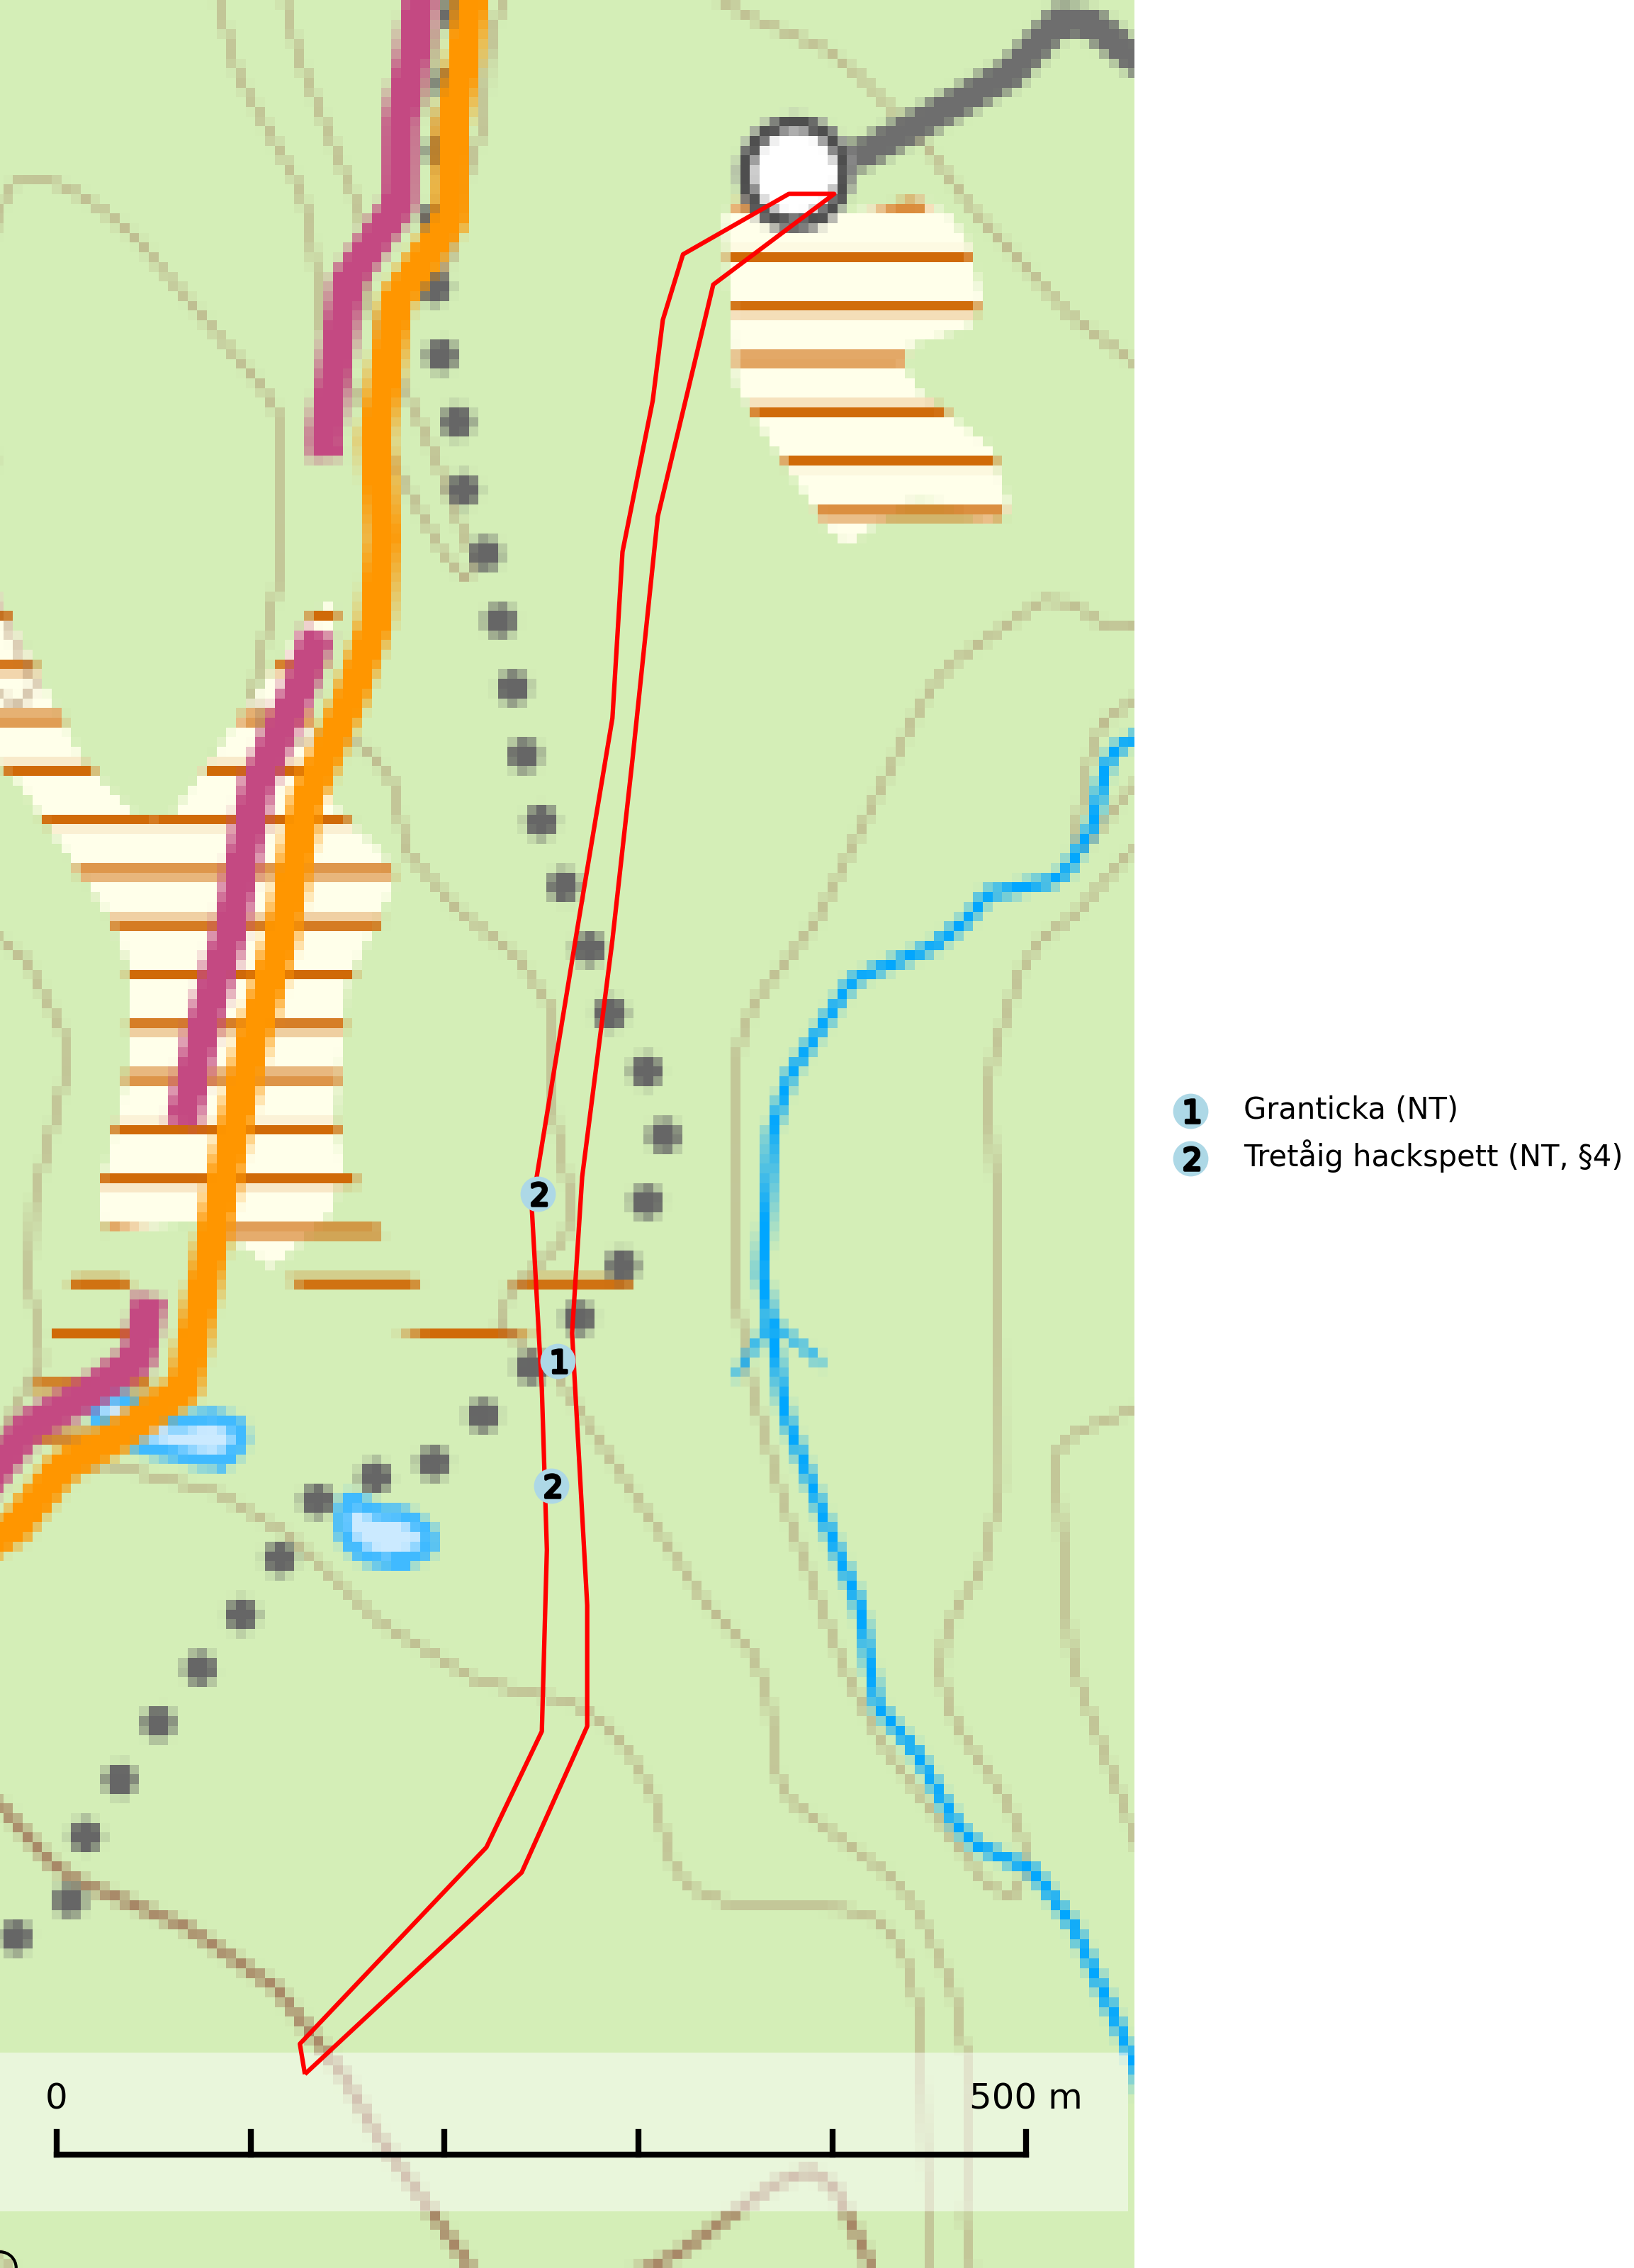 2
1
2
1 Granticka (NT)
2 Tretåig hackspett (NT, §4)
0 500 m